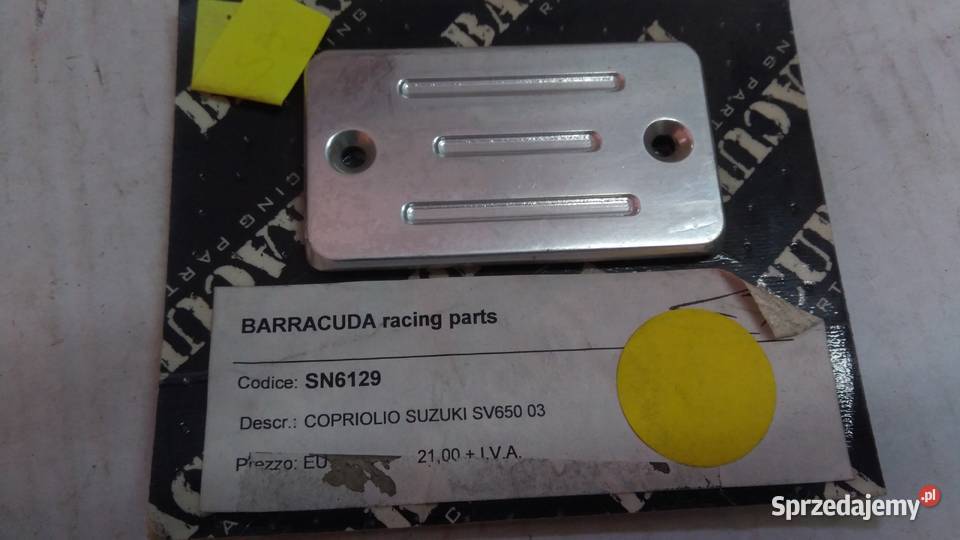 BARRACUDA racing parts
Codice: SN6129
Descr.: COPRIOLIO SUZUKI SV650 03
Prezzo: EU 21,00 + I.V.A.
Sprzedajemy.pl